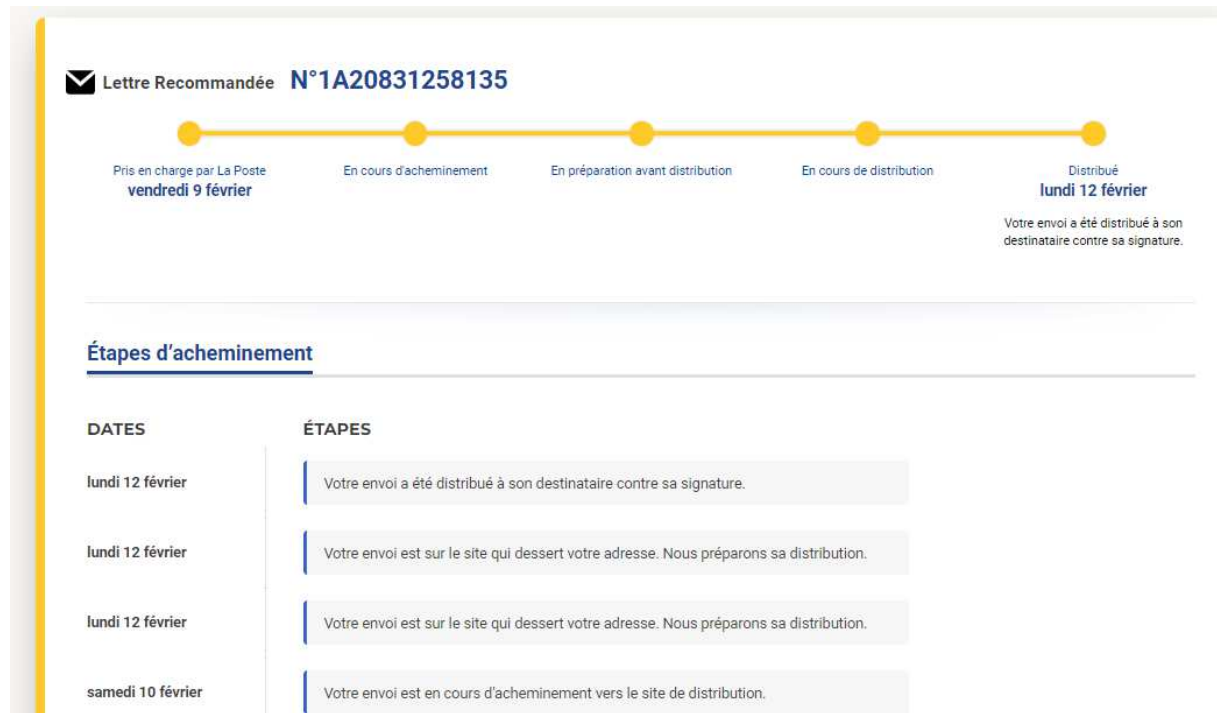 Lettre Recommandée N°1A20831258135
Pris en charge par La Poste
vendredi 9 février
En cours d'acheminement
En préparation avant distribution
En cours de distribution
Distribué
lundi 12 février
Votre envoi a été distribué à son
destinataire contre sa signature.
Étapes d'acheminement
DATES ÉTAPES
lundi 12 février Votre envoi a été distribué à son destinataire contre sa signature.
lundi 12 février Votre envoi est sur le site qui dessert votre adresse. Nous préparons sa distribution.
lundi 12 février Votre envoi est sur le site qui dessert votre adresse. Nous préparons sa distribution.
samedi 10 février Votre envoi est en cours d'acheminement vers le site de distribution.